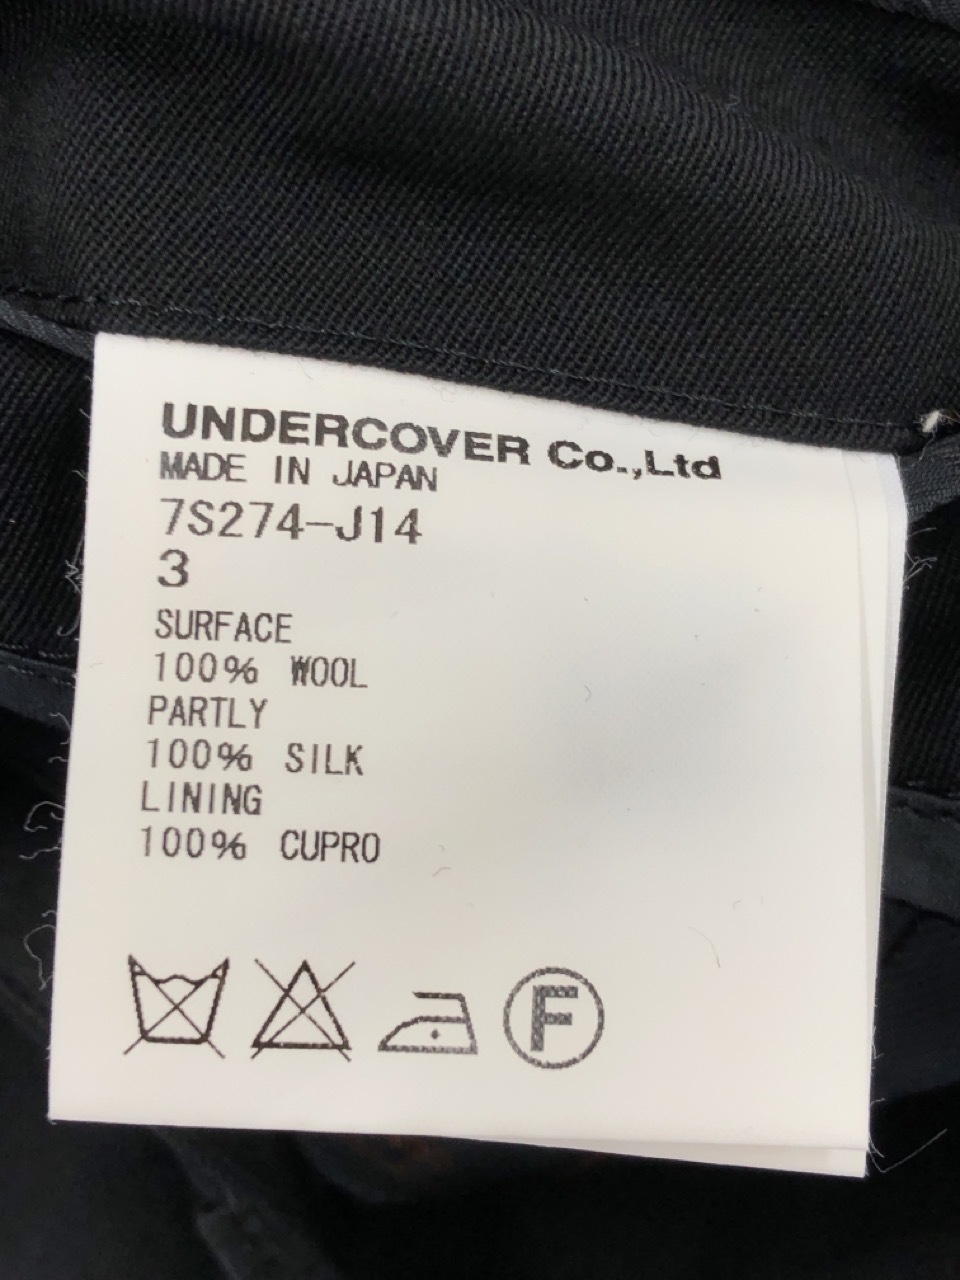 UNDERCOVER Co.,Ltd
MADE IN JAPAN
7S274-J14
3
SURFACE
100% WOOL
PARTLY
100% SILK
LINING
100% CUPRO
F